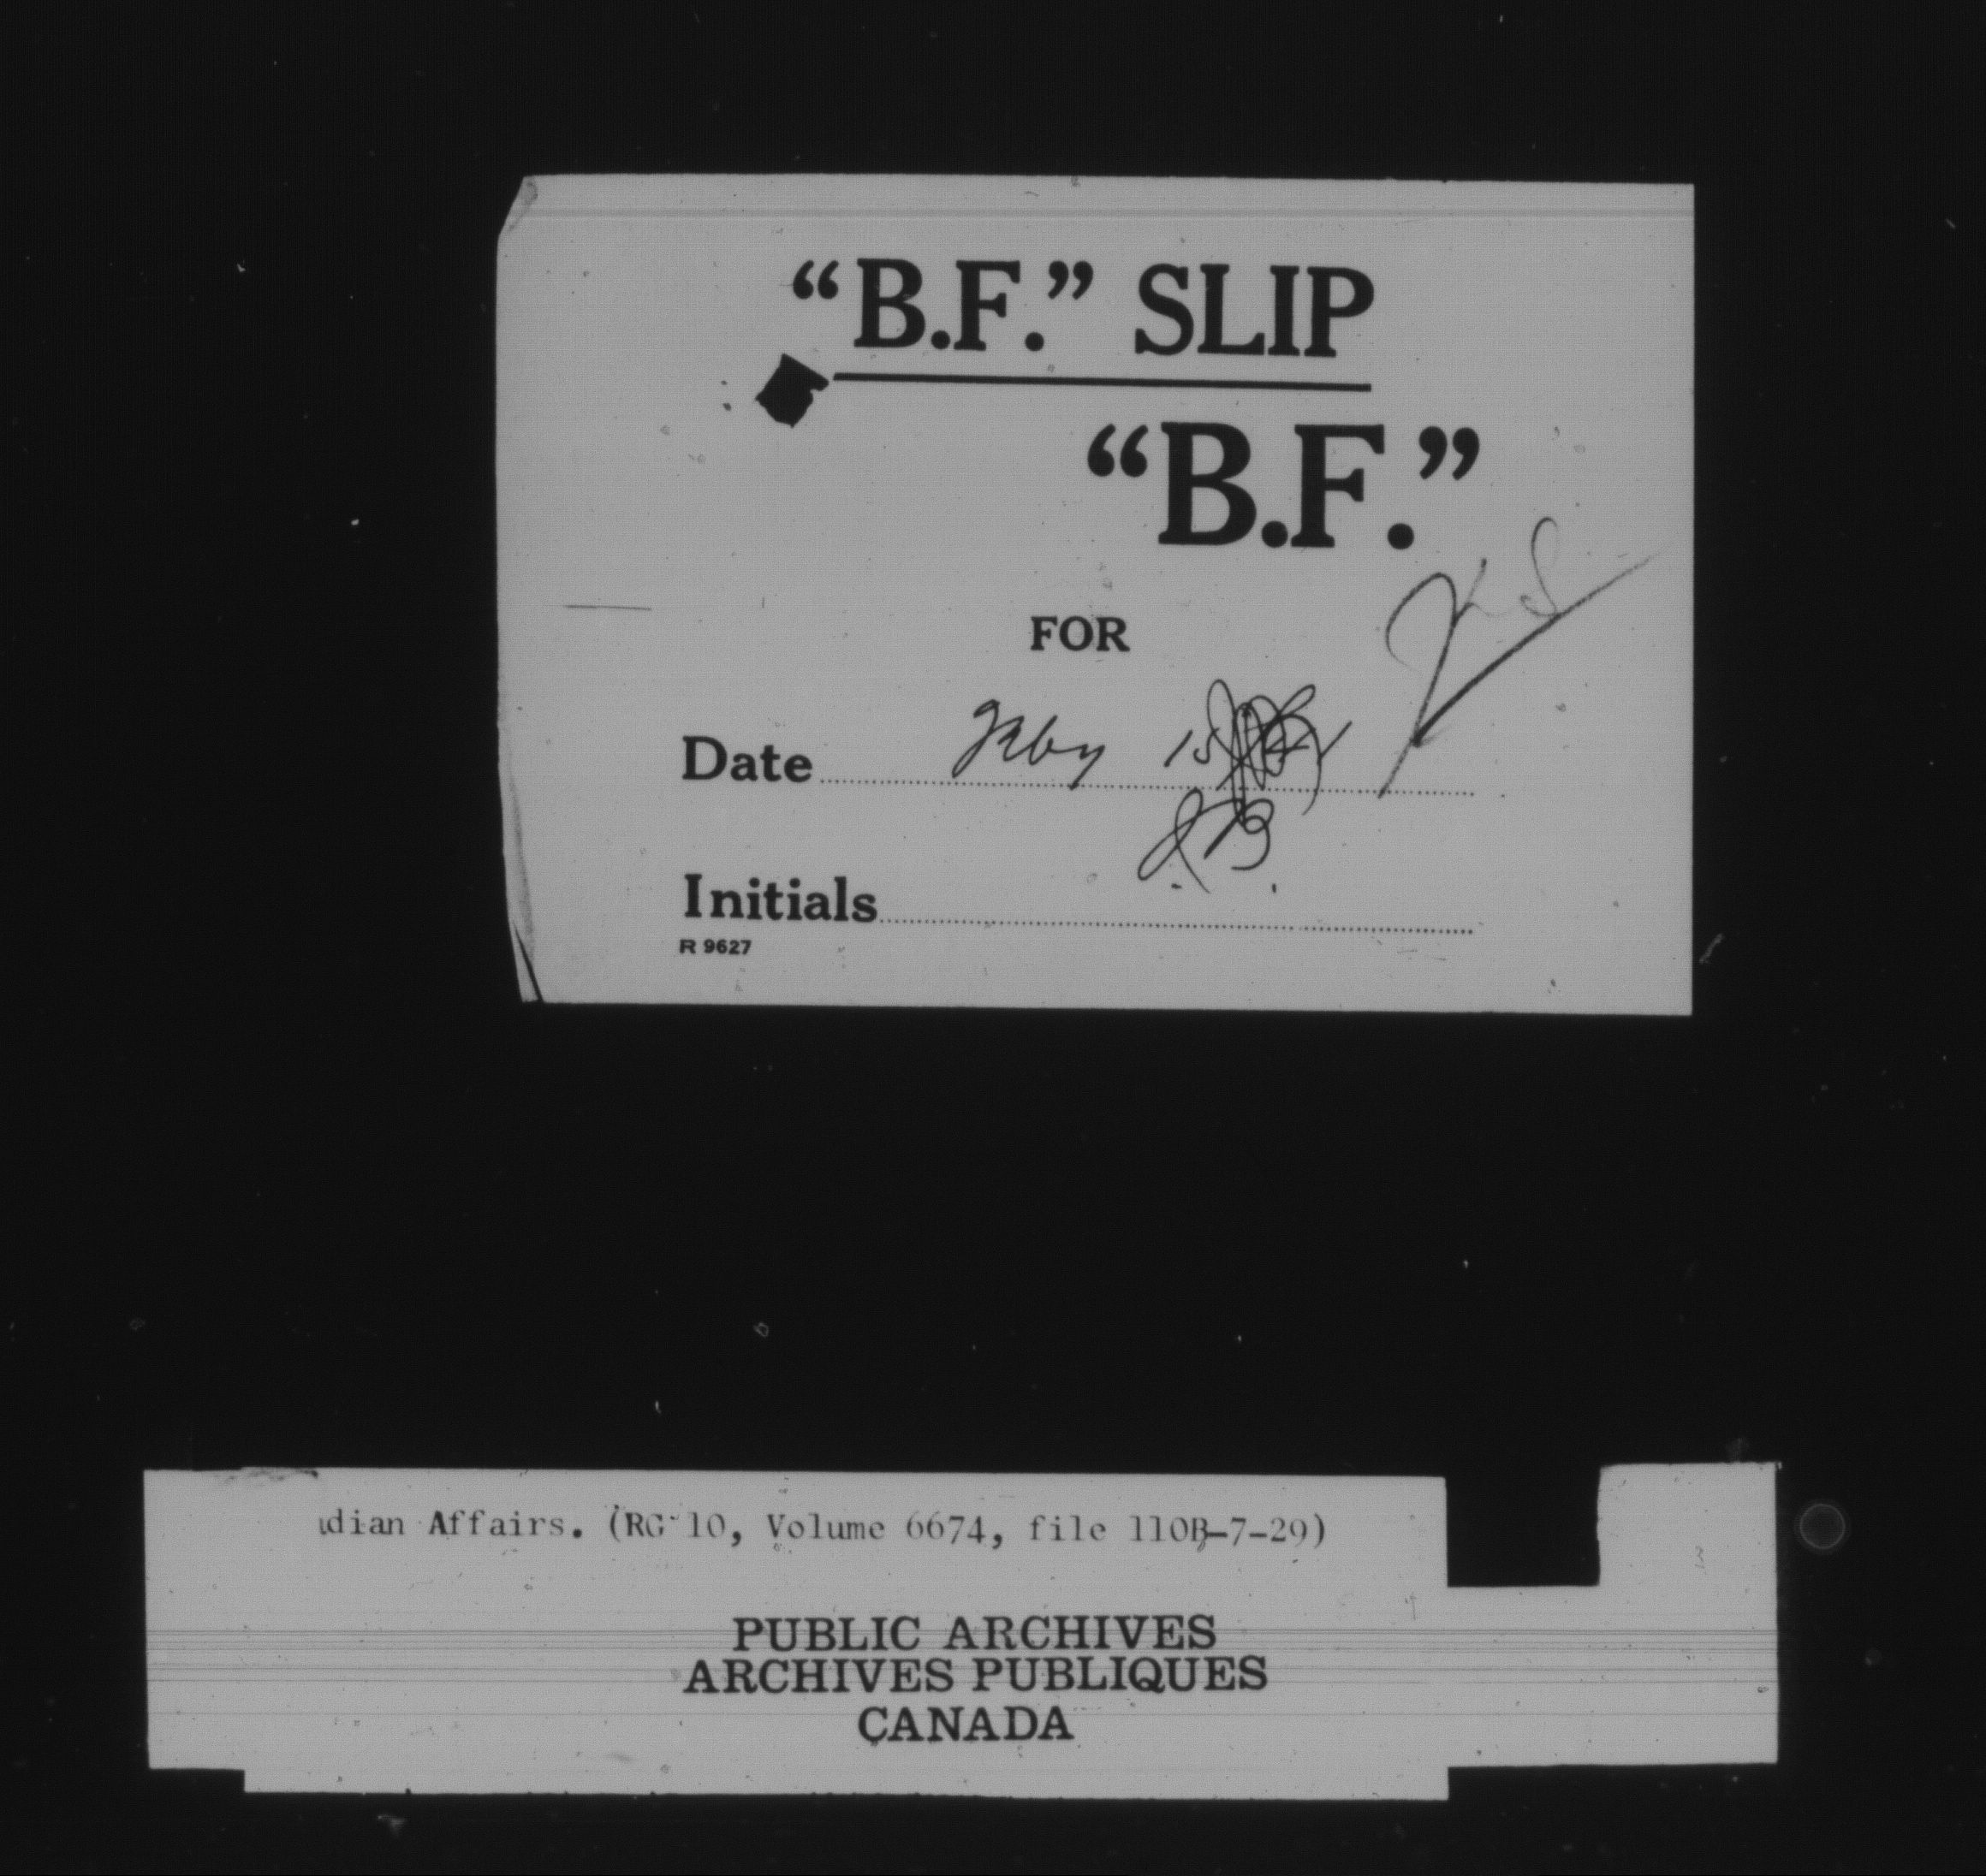 “B.F.” SLIP
“B.F.”
FOR
Date Feby 15
Initials
R 9627
dian Affairs. (RG 10, Volume 6674, file 110B-7-29)
PUBLIC ARCHIVES
ARCHIVES PUBLIQUES
CANADA